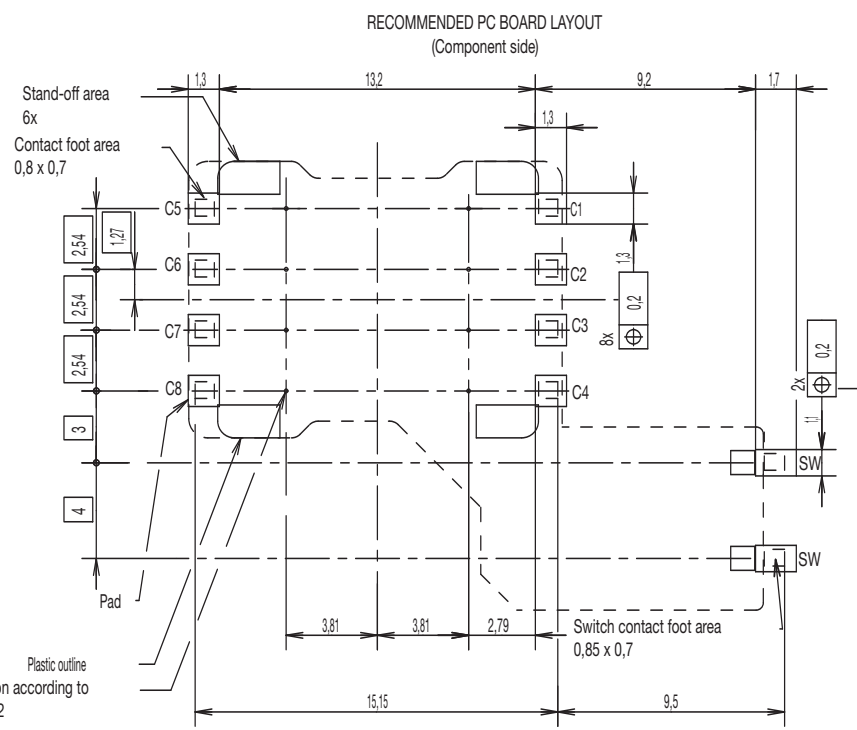 RECOMMENDED PC BOARD LAYOUT
(Component side)
1,3
13,2
9,2
1,7
Stand-off area
6x
1,3
Contact foot area
0,8 x 0,7
C5
C1
2,54
1,27
1,3
C6
C2
0,2
8x
2,54
C7
C3
0,2
2x
2,54
C8
C4
3
1,1
SW
4
SW
Pad
3,81
3,81
2,79
Switch contact foot area
0,85 x 0,7
Plastic outline
on according to
2
15,15
9,5